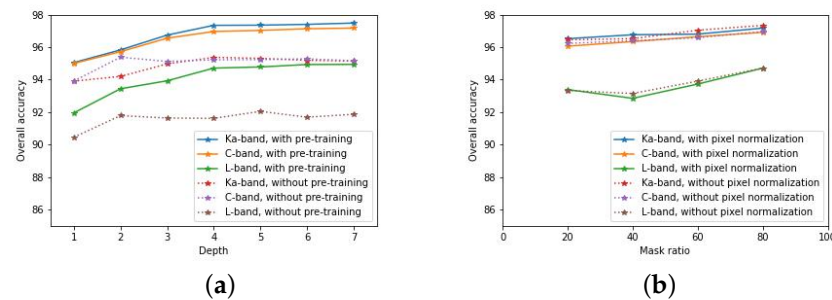 98
96
94
92
90
88
86
Overall accuracy
Ka-band, with pre-training
C-band, with pre-training
L-band, with pre-training
Ka-band, without pre-training
C-band, without pre-training
L-band, without pre-training
1 2 3 4 5 6 7
Depth
(a)
98
96
94
92
90
88
86
Overall accuracy
Ka-band, with pixel normalization
C-band, with pixel normalization
L-band, with pixel normalization
Ka-band, without pixel normalization
C-band, without pixel normalization
L-band, without pixel normalization
0 20 40 60 80 100
Mask ratio
(b)